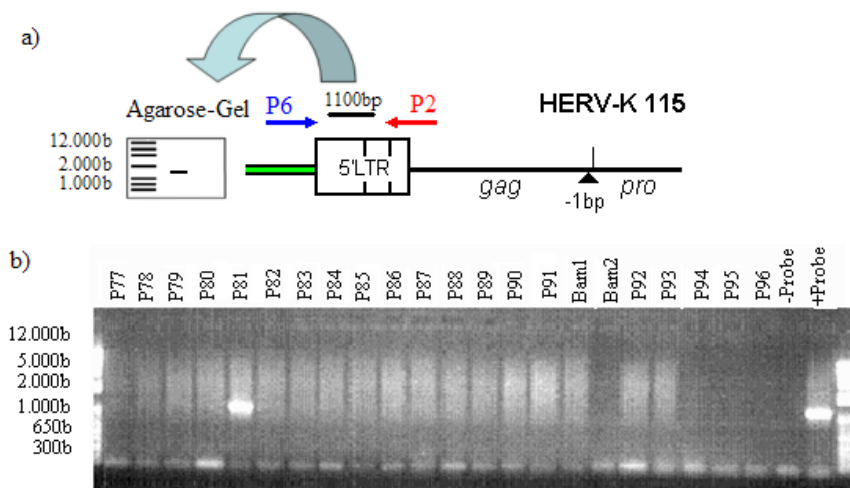 a)
1100bp
Agarose-Gel P6 P2 HERV-K 115
12.000b
2.000b
1.000b
5'LTR
gag pro
-1bp
b)
P77 P78 P79 P80 P81 P82 P83 P84 P85 P86 P87 P88 P89 P90 P91 Bam1 Bam2 P92 P93 P94 P95 P96 -Probe +Probe
12.000b
5.000b
2.000b
1.000b
650b
300b